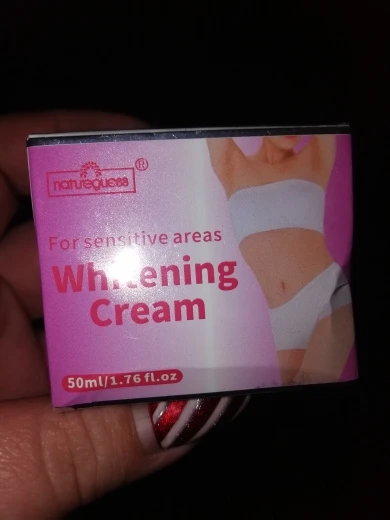 natureguess®
For sensitive areas
Whitening
Cream
50ml/1.76 fl.oz